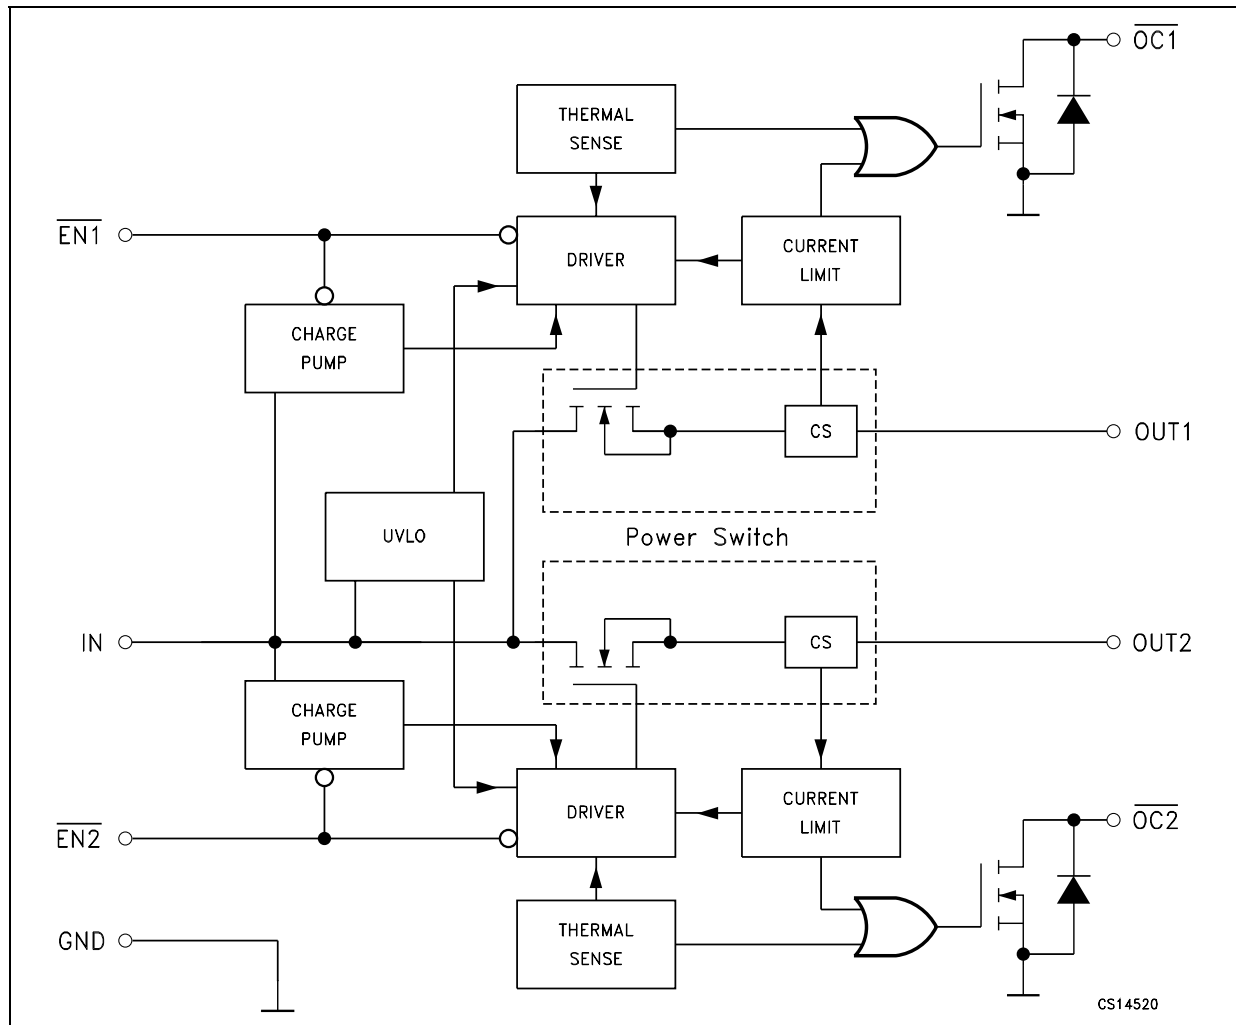 OC1
THERMAL
SENSE
EN1
DRIVER
CURRENT
LIMIT
CHARGE
PUMP
CS
OUT1
UVLO
Power Switch
IN
CS
OUT2
CHARGE
PUMP
DRIVER
CURRENT
LIMIT
OC2
EN2
THERMAL
SENSE
GND
CS14520